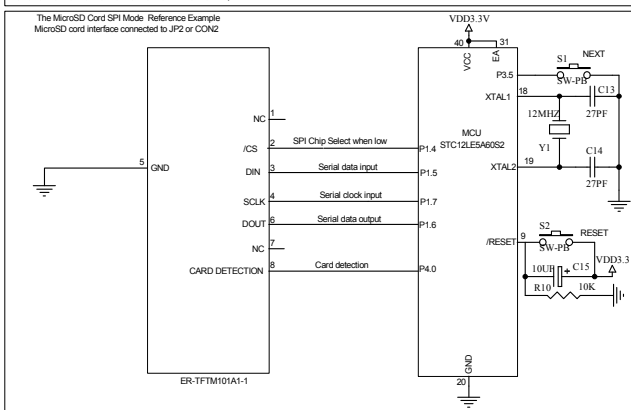 The MicroSD Cord SPI Mode Reference Example
MicroSD cord interface connected to JP2 or CON2
VDD3.3V
40
31
VCC
EA
S1
NEXT
P3.5
SW-PB
C13
XTAL1
18
27PF
NC
1
12MHZ
MCU
STC12LE5A60S2
/CS
2
SPI Chip Select when low
P1.4
Y1
C14
5
GND
DIN
3
Serial data input
P1.5
XTAL2
19
27PF
SCLK
4
Serial clock input
P1.7
DOUT
6
Serial data output
P1.6
S2
RESET
NC
7
/RESET
9
SW-PB
VDD3.3
CARD DETECTION
8
Card detection
P4.0
10UF
+
C15
R10
10K
GND
20
ER-TFTM101A1-1